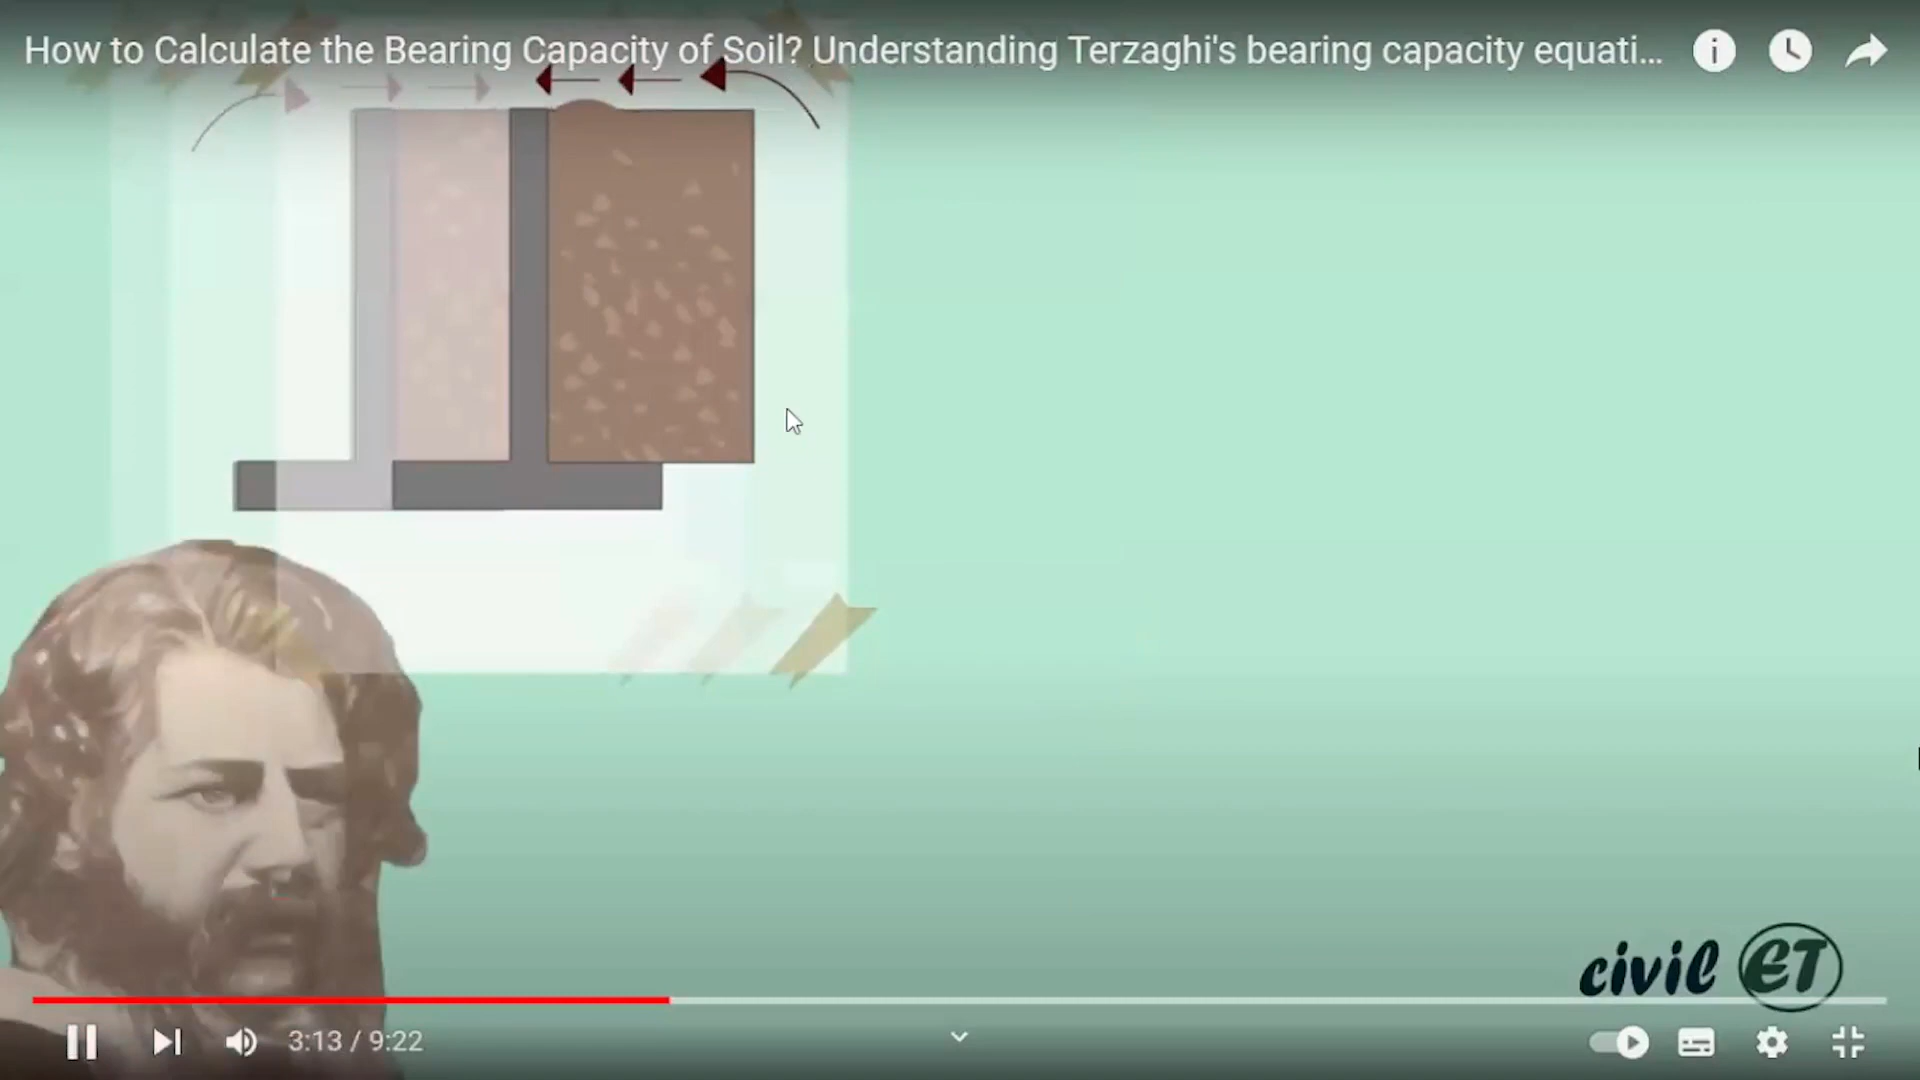 How to Calculate the Bearing Capacity of Soil? Understanding Terzaghi's bearing capacity equati...
civil ET
3:13 / 9:22